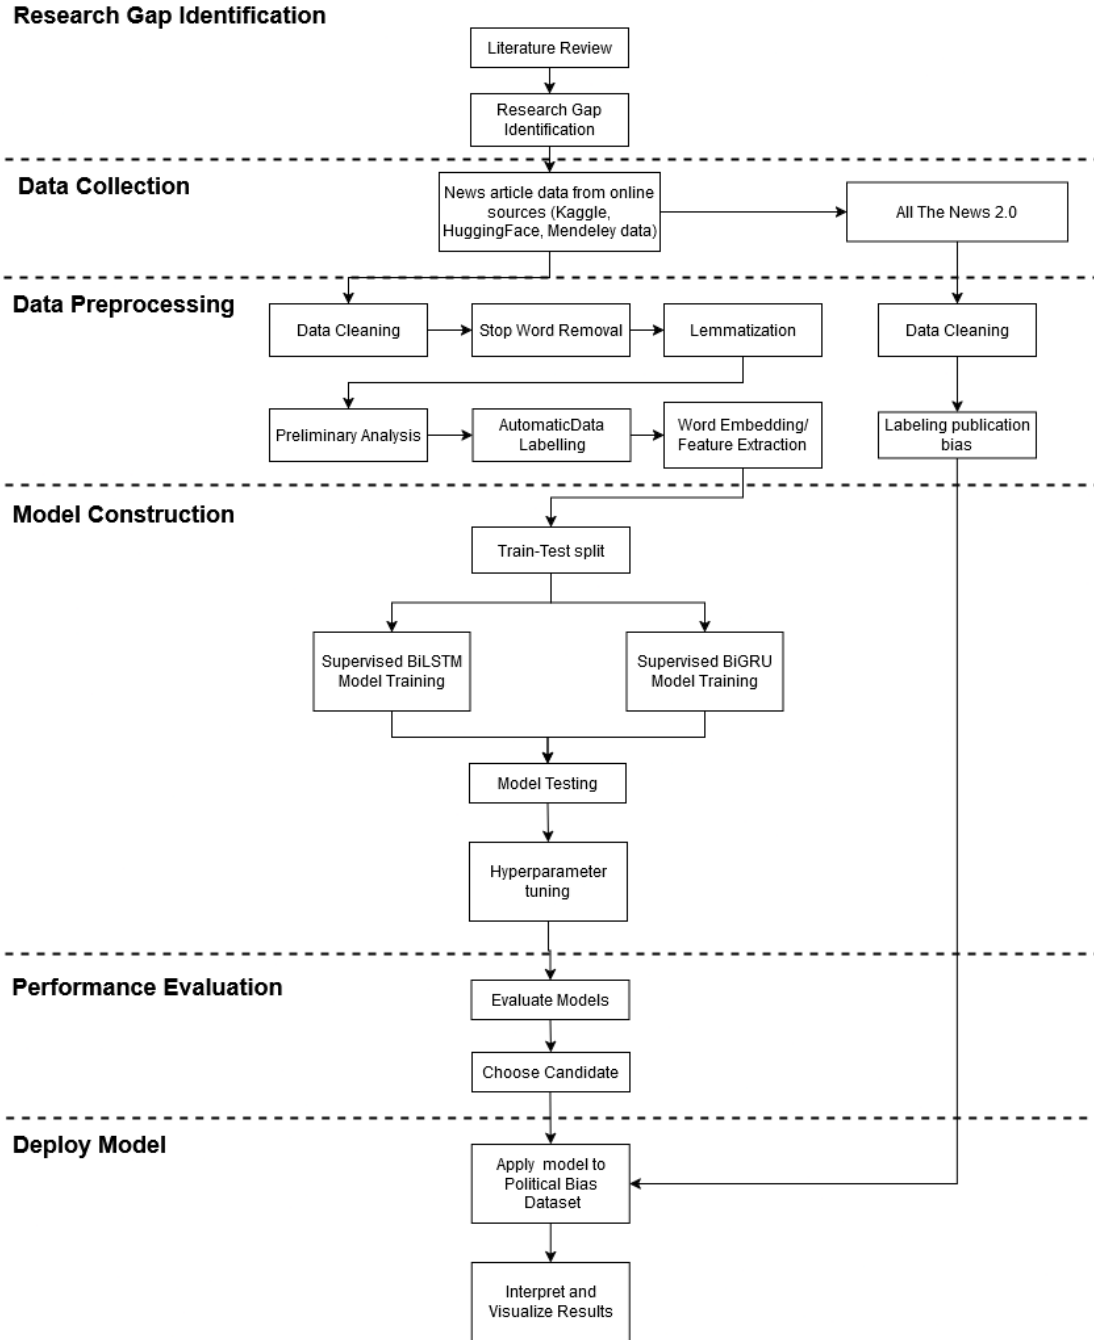 Research Gap Identification
Literature Review
Research Gap
Identification
Data Collection
News article data from online
sources (Kaggle,
HuggingFace, Mendeley data)
All The News 2.0
Data Preprocessing
Data Cleaning
Stop Word Removal
Lemmatization
Data Cleaning
Preliminary Analysis
AutomaticData
Labelling
Word Embedding/
Feature Extraction
Labeling publication
bias
Model Construction
Train-Test split
Supervised BiLSTM
Model Training
Supervised BiGRU
Model Training
Model Testing
Hyperparameter
tuning
Performance Evaluation
Evaluate Models
Choose Candidate
Deploy Model
Apply model to
Political Bias
Dataset
Interpret and
Visualize Results